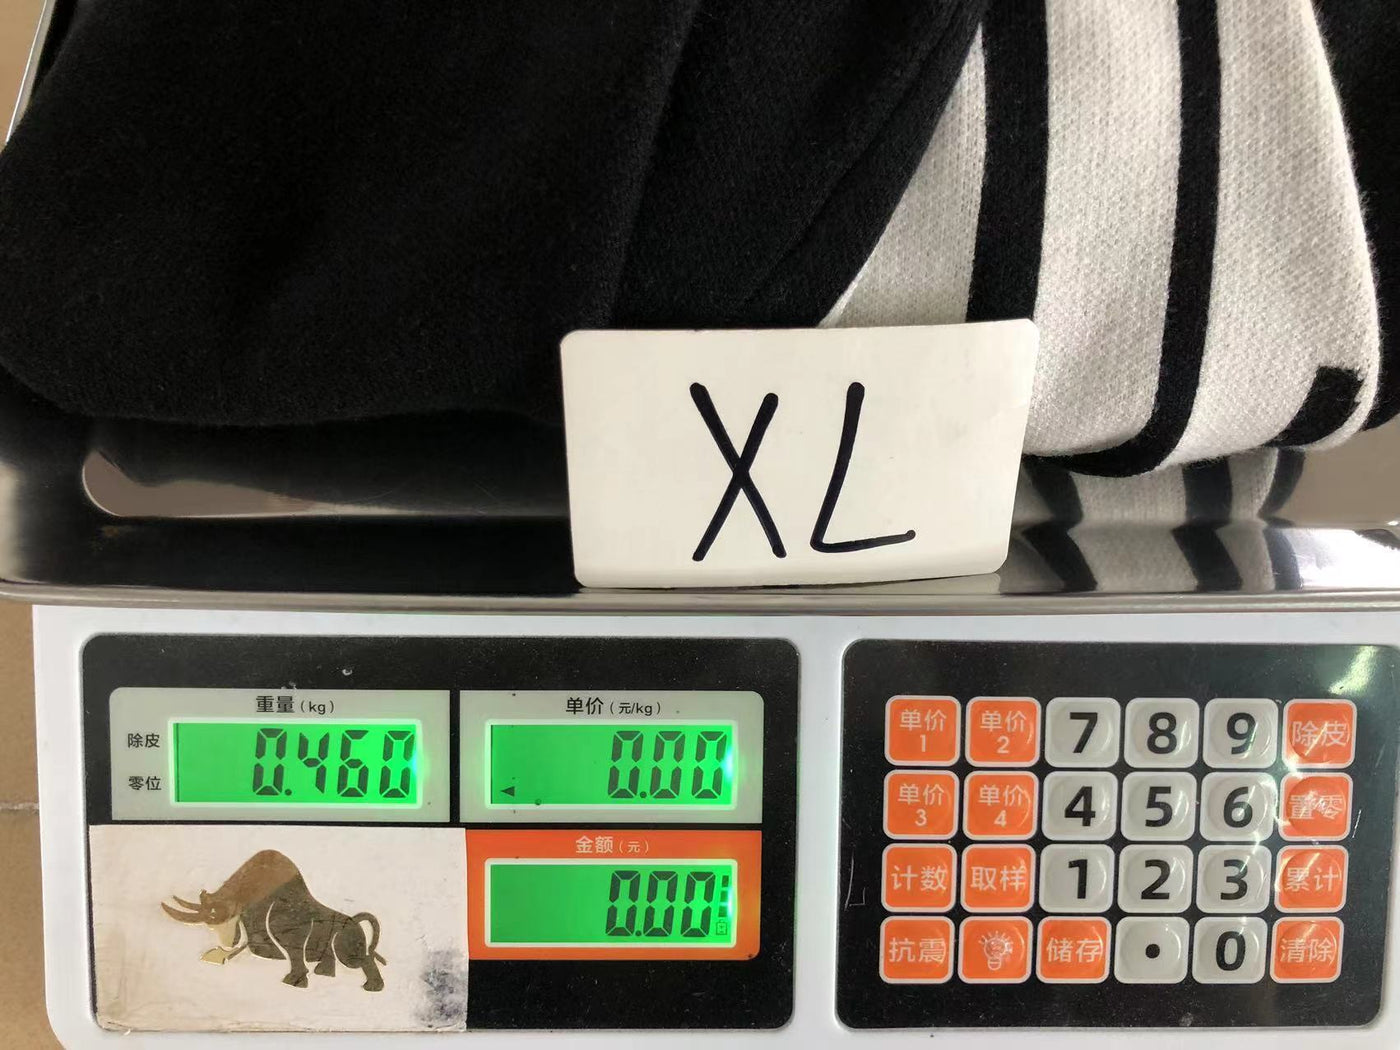 XL
重量(kg)
除皮
零位
0.460
单价(元/kg)
0.00
金额(元)
0.00
单价1 单价2 7 8 9 除皮
单价3 单价4 4 5 6 置零
计数 取样 1 2 3 累计
抗震 储存 . 0 清除